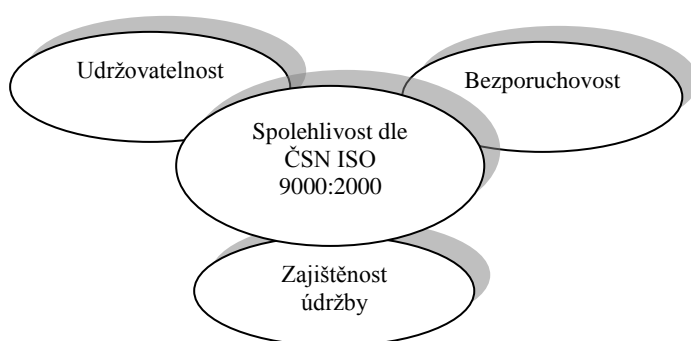 Udržovatelnost
Bezporuchovost
Spolehlivost dle
ČSN ISO
9000:2000
Zajištěnost
údržby